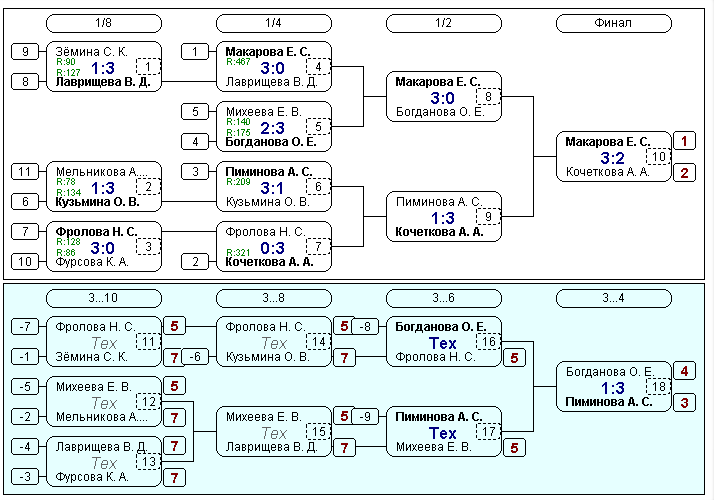 1/8
1/4
1/2
Финал
9
Зёмина С. К.
R:90
R:127
1:3
1
8
Лаврищева В. Д.
11
Мельникова А....
R:78
R:134
1:3
2
6
Кузьмина О. В.
7
Фролова Н. С.
R:128
R:86
3:0
3
10
Фурсова К. А.
1
Макарова Е. С.
R:467
3:0
4
Лаврищева В. Д.
5
Михеева Е. В.
R:140
R:175
2:3
5
4
Богданова О. Е.
3
Пиминова А. С.
R:209
3:1
6
Кузьмина О. В.
Фролова Н. С.
0:3
7
R:321
2
Кочеткова А. А.
Макарова Е. С.
3:0
8
Богданова О. Е.
Пиминова А. С.
1:3
9
Кочеткова А. А.
Макарова Е. С.
1
3:2
10
Кочеткова А. А.
2
3...10
3...8
3...6
3...4
-7
Фролова Н. С.
5
Тех
11
-1
Зёмина С. К.
7
-5
Михеева Е. В.
5
Тех
12
-2
Мельникова А....
7
-4
Лаврищева В. Д.
7
Тех
13
-3
Фурсова К. А.
7
Фролова Н. С.
5
Тех
14
-6
Кузьмина О. В.
7
Михеева Е. В.
5
Тех
15
Лаврищева В. Д.
7
-8
Богданова О. Е.
Тех
16
Фролова Н. С.
5
-9
Пиминова А. С.
Тех
17
Михеева Е. В.
5
Богданова О. Е.
4
1:3
18
Пиминова А. С.
3